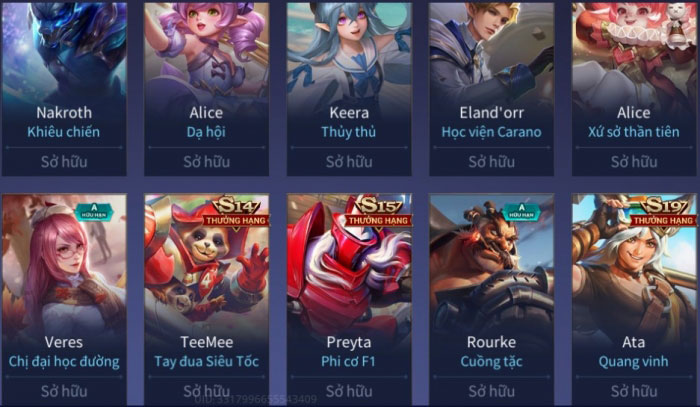 Nakroth
Khiêu chiến
Sở hữu
Alice
Dạ hội
Sở hữu
Keera
Thủy thủ
Sở hữu
Eland'orr
Học viện Carano
Sở hữu
Alice
Xứ sở thần tiên
Sở hữu
A
HỮU HẠN
Veres
Chị đại học đường
Sở hữu
S14
THƯỞNG HẠNG
TeeMee
Tay đua Siêu Tốc
Sở hữu
S15
THƯỞNG HẠNG
Preyta
Phi cơ F1
Sở hữu
A
HỮU HẠN
Rourke
Cuồng tặc
Sở hữu
S19
THƯỞNG HẠNG
Ata
Quang vinh
Sở hữu
UID: 3317996655543409